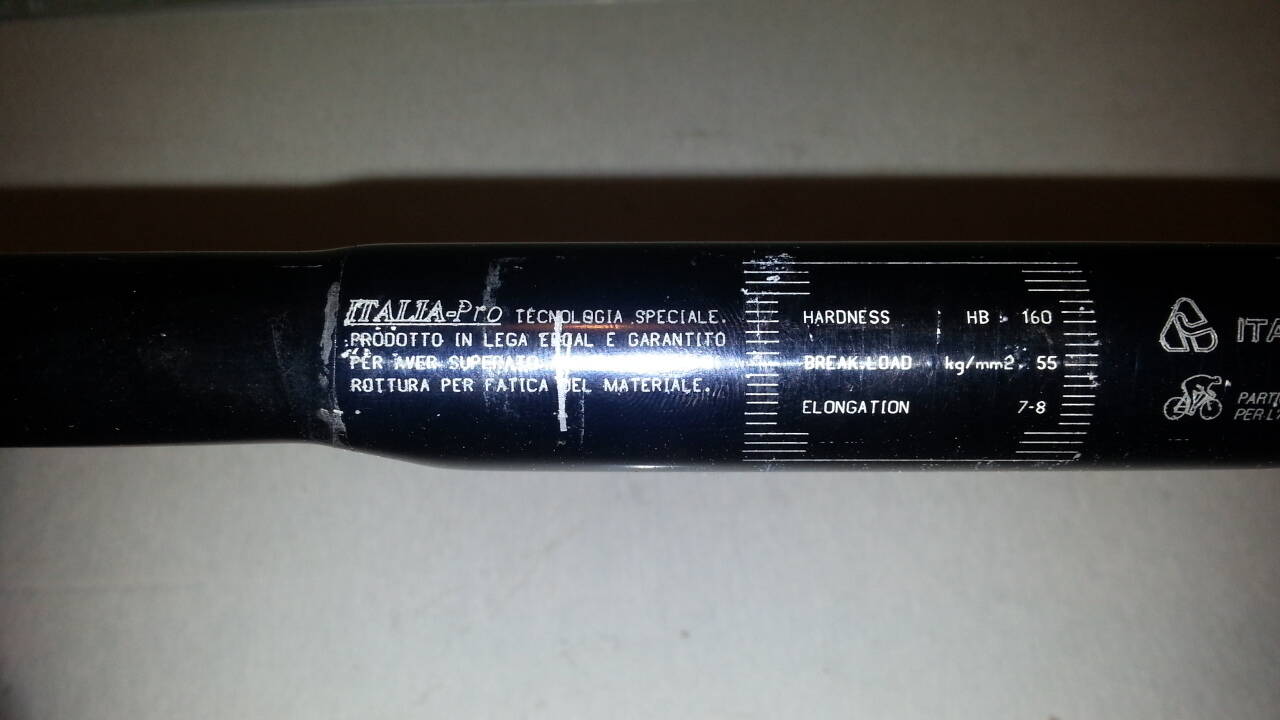 ITALIA-Pro TECNOLOGIA SPECIALE.
PRODOTTO IN LEGA ERGAL E GARANTITO
PER AVER SUPERATO
ROTTURA PER FATICA DEL MATERIALE.
HARDNESS HB 160
BREAK LOAD kg/mm2 55
ELONGATION 7-8
ITA
PARTI
PER L'